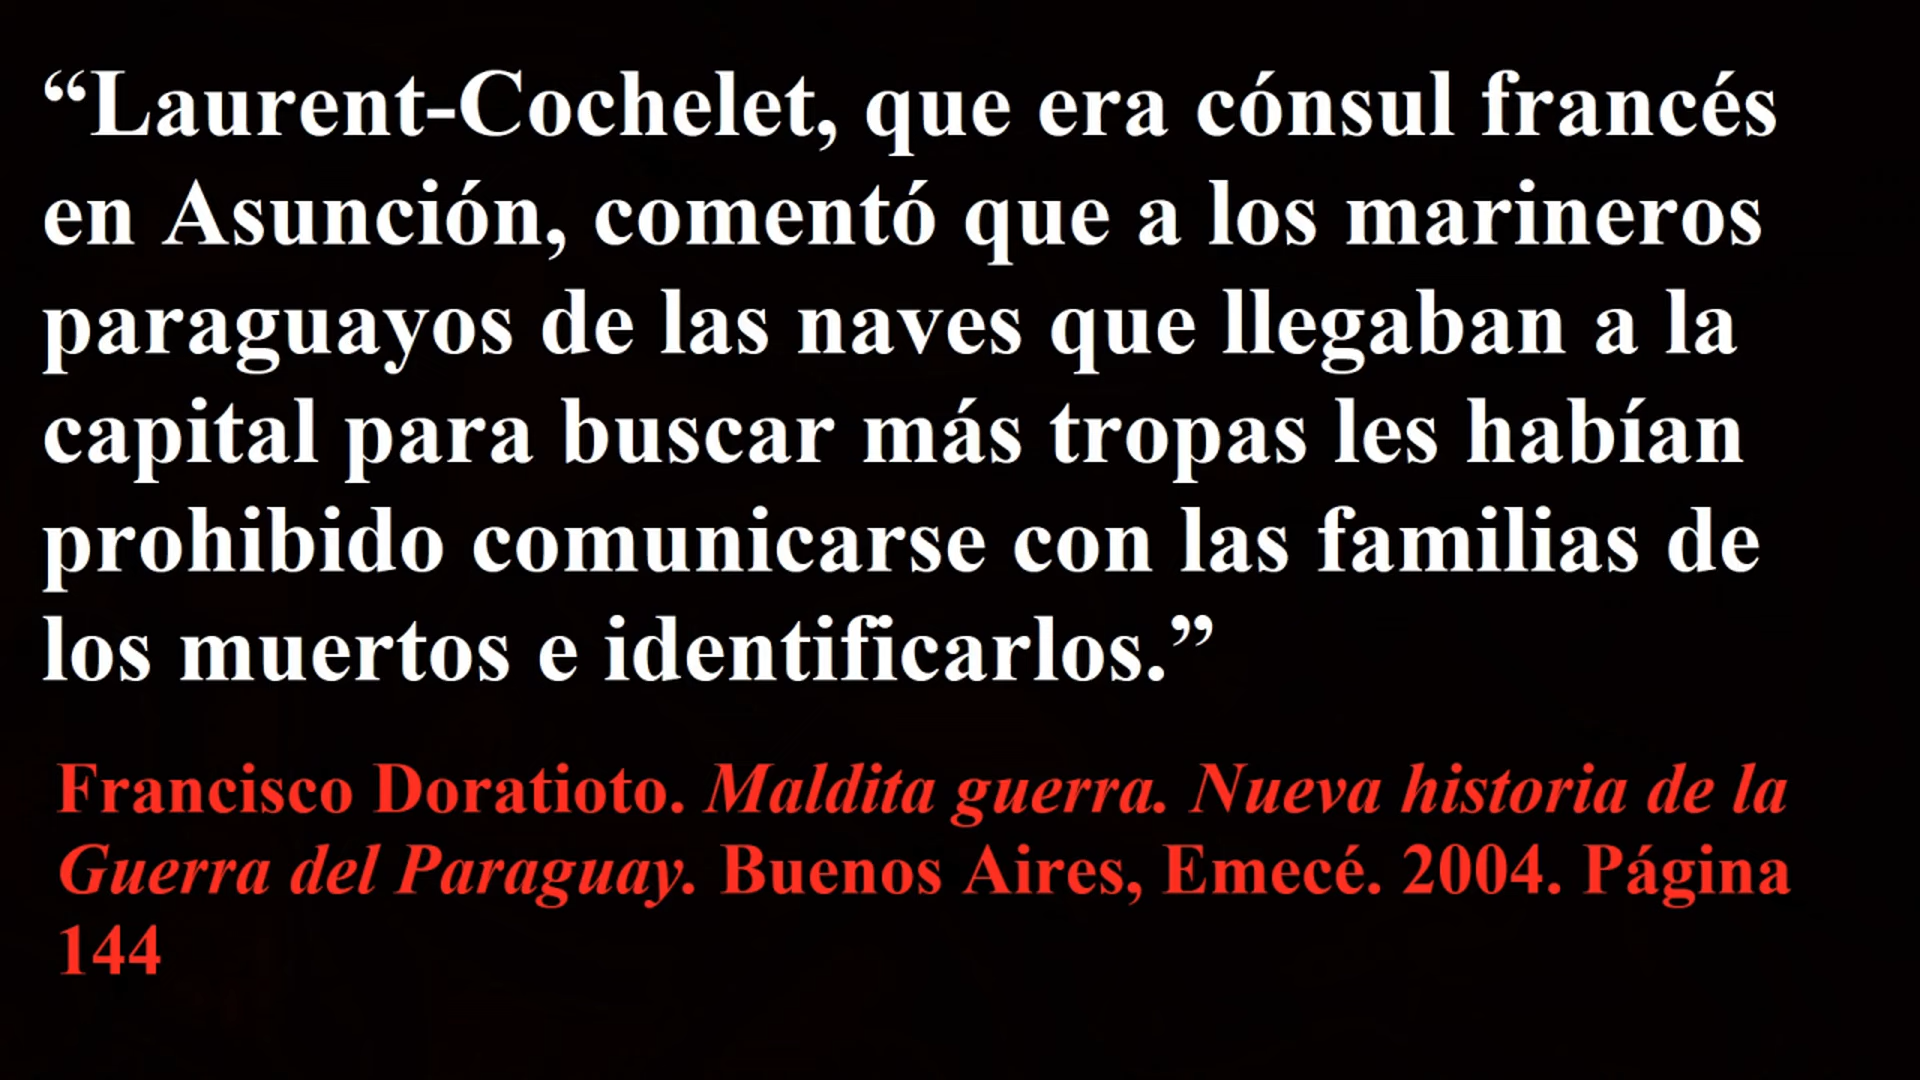 “Laurent-Cochelet, que era cónsul francés
en Asunción, comentó que a los marineros
paraguayos de las naves que llegaban a la
capital para buscar más tropas les habían
prohibido comunicarse con las familias de
los muertos e identificarlos.”
Francisco Doratioto. Maldita guerra. Nueva historia de la
Guerra del Paraguay. Buenos Aires, Emecé. 2004. Página
144